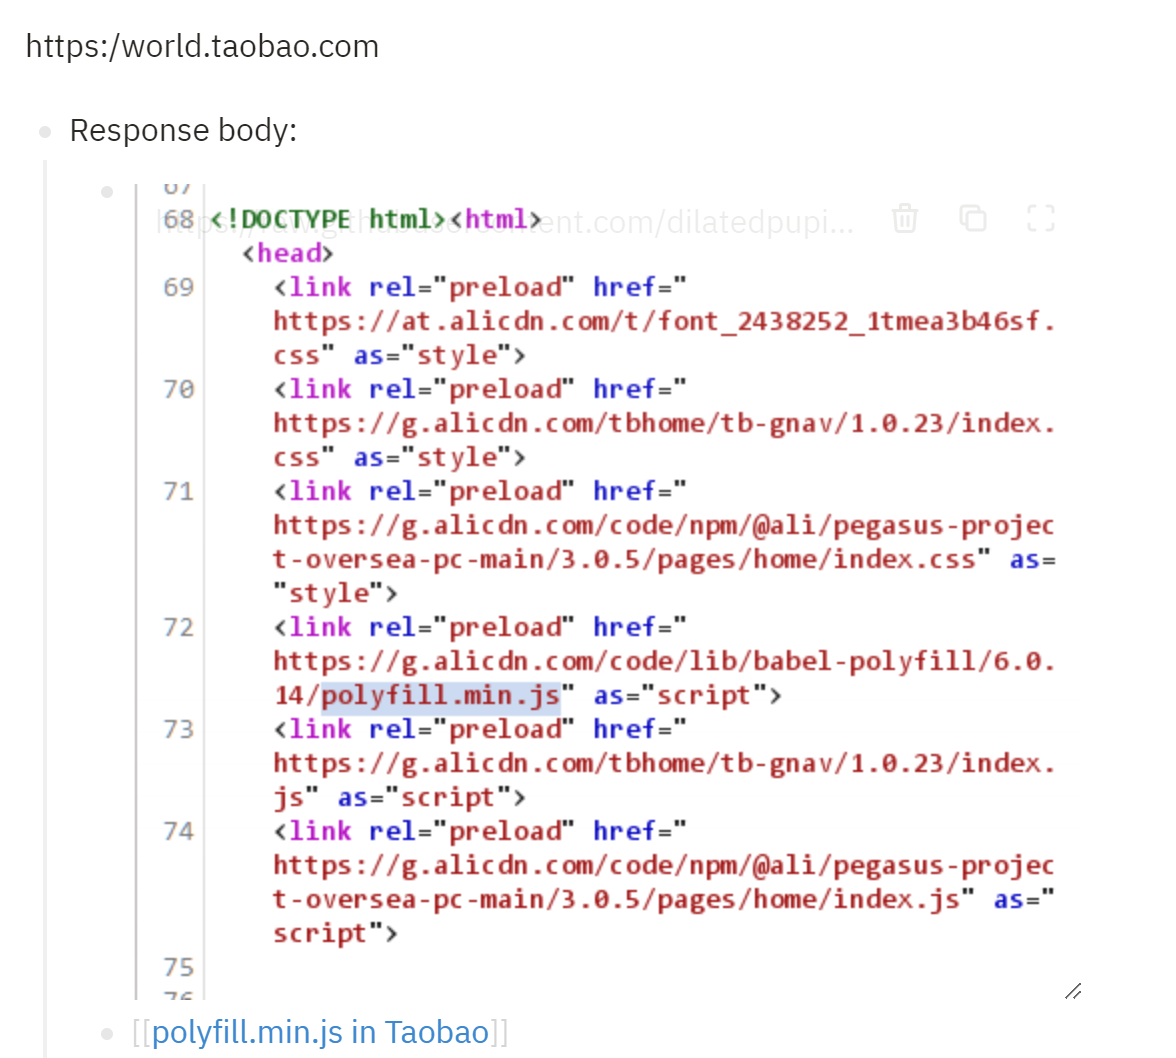 https:/world.taobao.com
Response body:
67
68 <!DOCTYPE html><html>
https://raw.githubusercontent.com/dilatedpupi...
<head>
69 <link rel="preload" href="
https://at.alicdn.com/t/font_2438252_1tmea3b46sf.
css" as="style">
70 <link rel="preload" href="
https://g.alicdn.com/tbhome/tb-gnav/1.0.23/index.
css" as="style">
71 <link rel="preload" href="
https://g.alicdn.com/code/npm/@ali/pegasus-projec
t-oversea-pc-main/3.0.5/pages/home/index.css" as=
"style">
72 <link rel="preload" href="
https://g.alicdn.com/code/lib/babel-polyfill/6.0.
14/polyfill.min.js" as="script">
73 <link rel="preload" href="
https://g.alicdn.com/tbhome/tb-gnav/1.0.23/index.
js" as="script">
74 <link rel="preload" href="
https://g.alicdn.com/code/npm/@ali/pegasus-projec
t-oversea-pc-main/3.0.5/pages/home/index.js" as="
script">
75
76
[[polyfill.min.js in Taobao]]